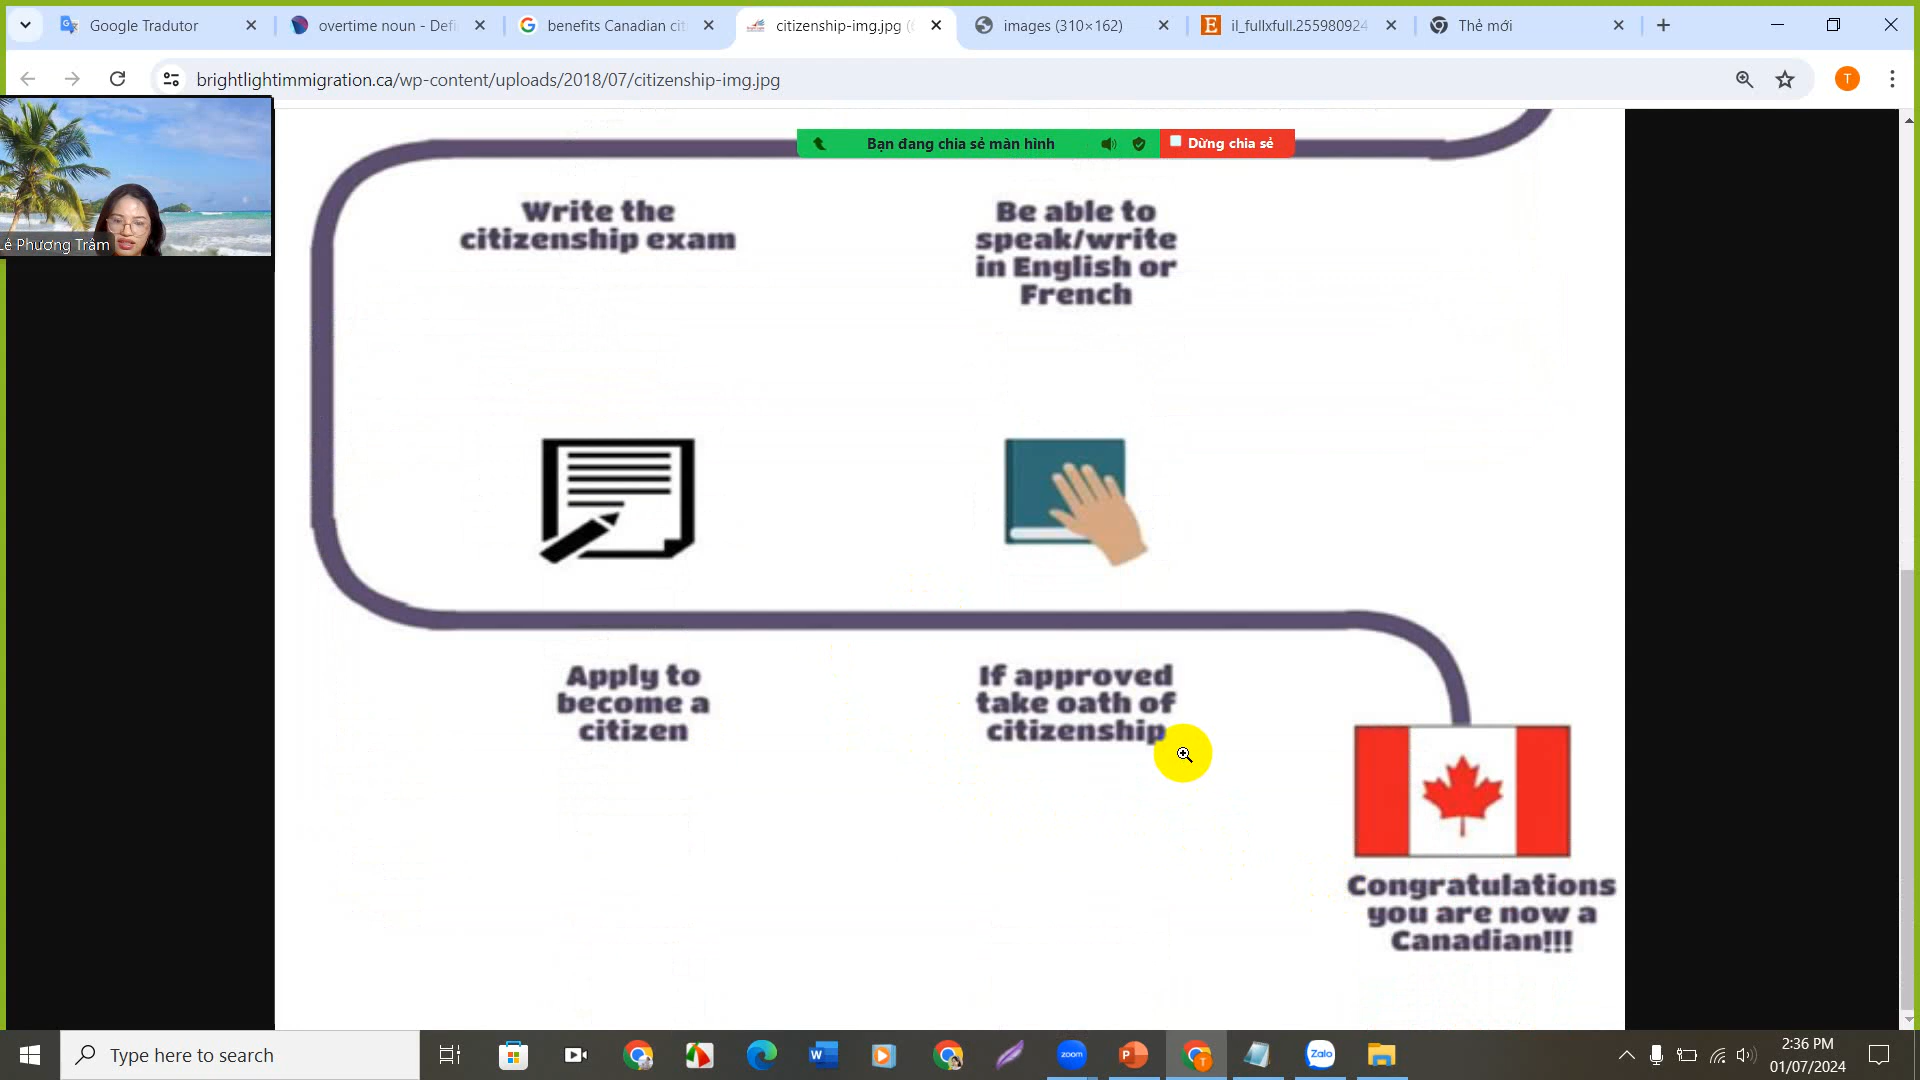 Google Tradutor
overtime noun - Defi
benefits Canadian cit
citizenship-img.jpg (
images (310×162)
il_fullxfull.255980924
Thẻ mới
brightlightimmigration.ca/wp-content/uploads/2018/07/citizenship-img.jpg
T
Bạn đang chia sẻ màn hình
Dừng chia sẻ
Lê Phương Trâm
Write the
citizenship exam
Be able to
speak/write
in English or
French
Apply to
become a
citizen
If approved
take oath of
citizenship
Congratulations
you are now a
Canadian!!!
Type here to search
zoom
Zalo
2:36 PM
01/07/2024